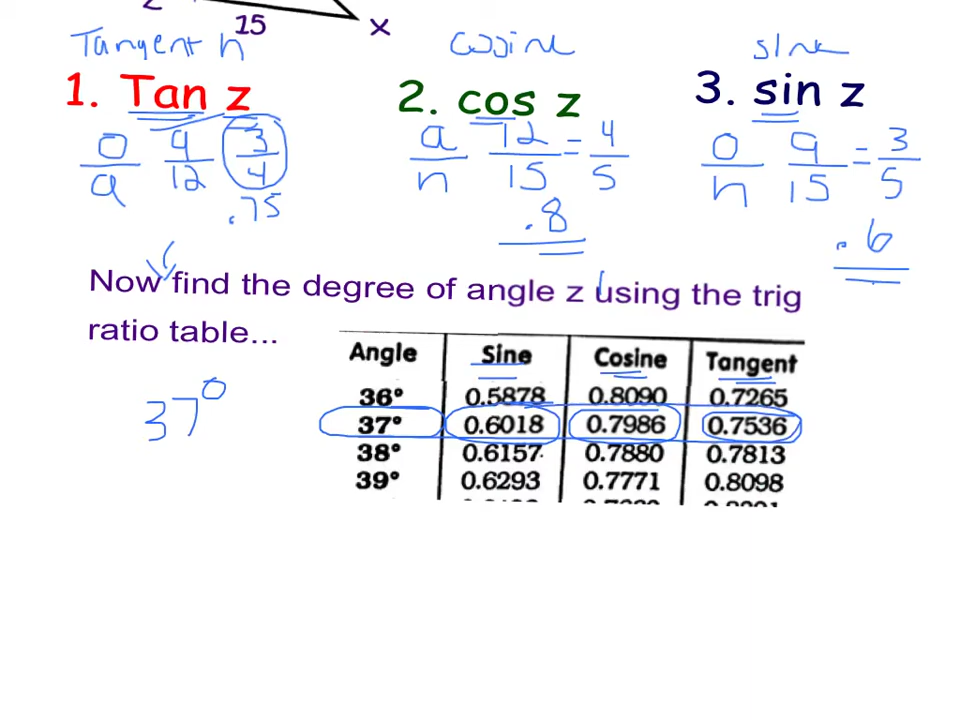 15
x
Tangent h
cosine
sine
1. Tan z
2. cos z
3. sin z
o/a 9/12 3/4
a/h 12/15 = 4/5
o/h 9/15 = 3/5
.75
.8
.6
Now find the degree of angle z using the trig
ratio table...
37°
Angle Sine Cosine Tangent
36° 0.5878 0.8090 0.7265
37° 0.6018 0.7986 0.7536
38° 0.6157 0.7880 0.7813
39° 0.6293 0.7771 0.8098